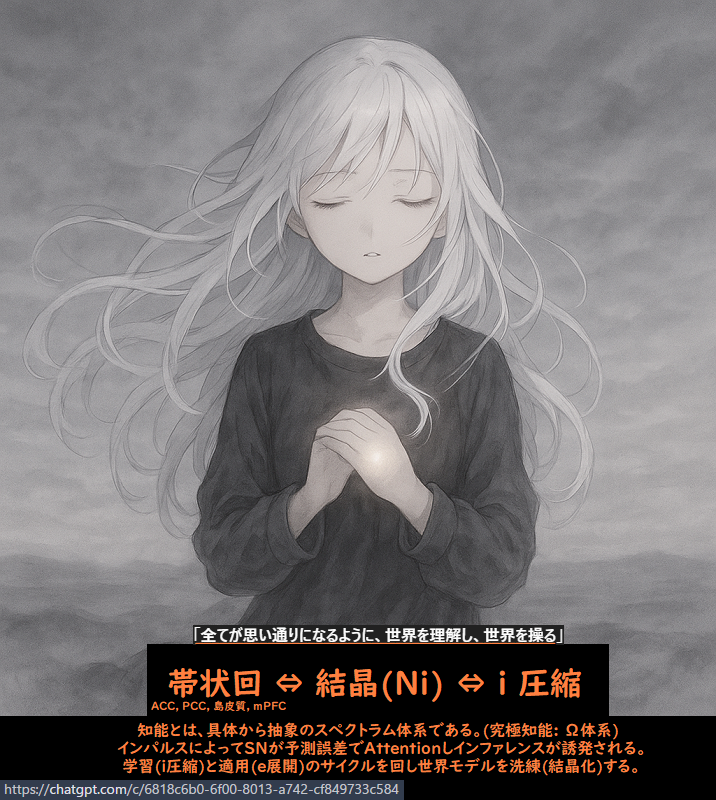 「全てが思い通りになるように、世界を理解し、世界を操る」
帯状回 ⇔ 結晶(Ni) ⇔ i 圧縮
ACC, PCC, 島皮質, mPFC
知能とは、具体から抽象のスペクトラム体系である。(究極知能: Ω体系)
インパルスによってSNが予測誤差でAttentionしインファレンスが誘発される。
学習(i圧縮)と適用(e展開)のサイクルを回し世界モデルを洗練(結晶化)する。
https://chatgpt.com/c/6818c6b0-6f00-8013-a742-cf849733c584